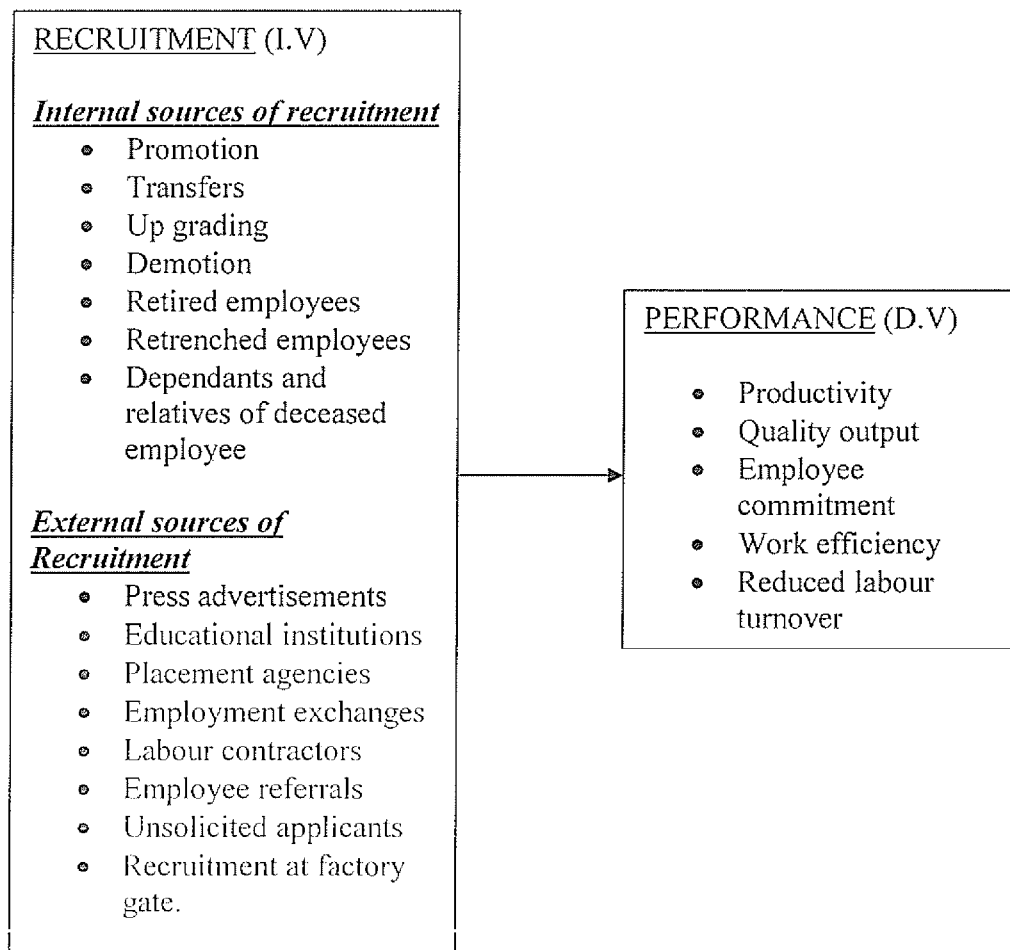 RECRUITMENT (I.V)
Internal sources of recruitment
• Promotion
• Transfers
• Up grading
• Demotion
• Retired employees
• Retrenched employees
• Dependants and
relatives of deceased
employee
External sources of
Recruitment
• Press advertisements
• Educational institutions
• Placement agencies
• Employment exchanges
• Labour contractors
• Employee referrals
• Unsolicited applicants
• Recruitment at factory
gate.
PERFORMANCE (D.V)
• Productivity
• Quality output
• Employee
commitment
• Work efficiency
• Reduced labour
turnover